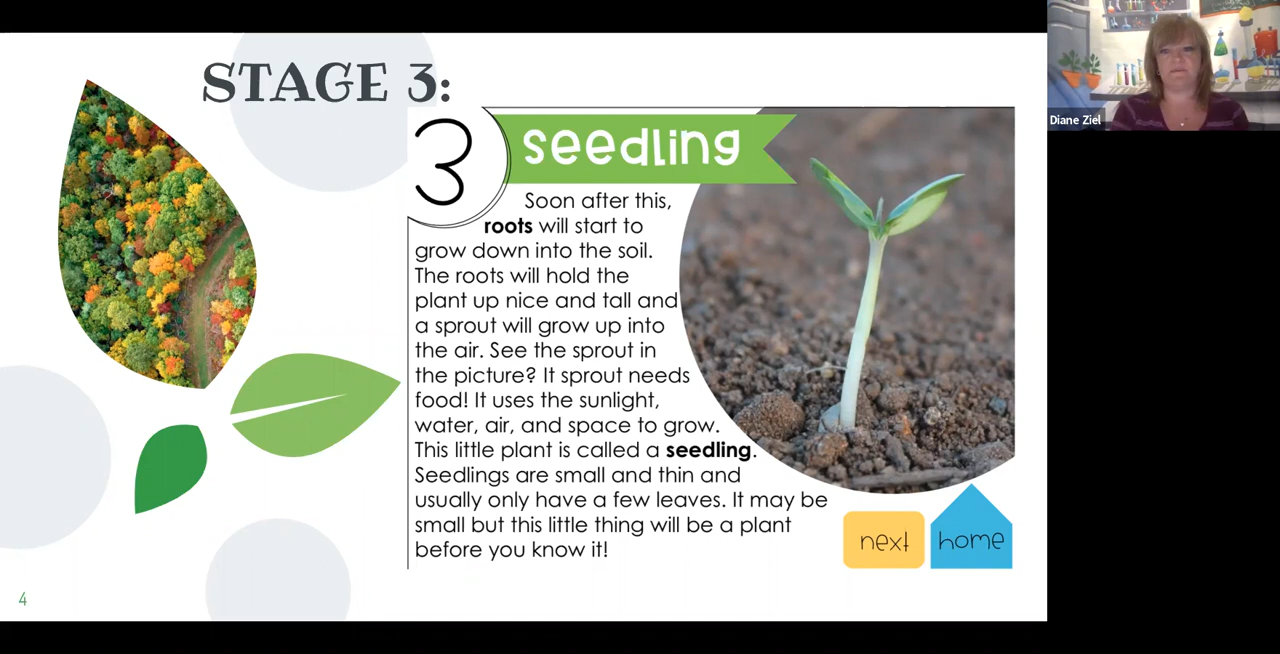 STAGE 3:
3
seedling
Soon after this,
roots will start to
grow down into the soil.
The roots will hold the
plant up nice and tall and
a sprout will grow up into
the air. See the sprout in
the picture? It sprout needs
food! It uses the sunlight,
water, air, and space to grow.
This little plant is called a seedling.
Seedlings are small and thin and
usually only have a few leaves. It may be
small but this little thing will be a plant
before you know it!
next
home
4
Diane Ziel